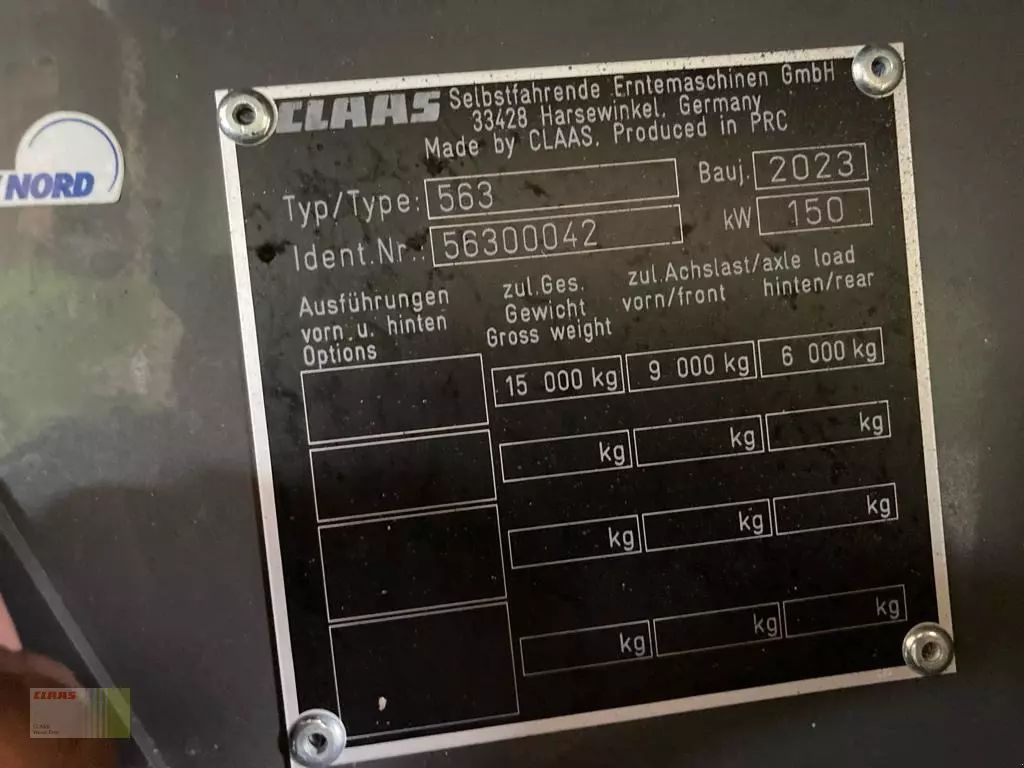 NORD
CLAAS Selbstfahrende Erntemaschinen GmbH
33428 Harsewinkel, Germany
Made by CLAAS. Produced in PRC
Typ/Type: 563 Bauj. 2023
Ident.Nr.: 56300042 kW 150
Ausführungen
vorn u. hinten
Options
zul.Ges.
Gewicht
Gross weight
zul.Achslast/axle load
vorn/front hinten/rear
15 000 kg 9 000 kg 6 000 kg
kg kg kg
kg kg kg
kg kg kg
CLAAS